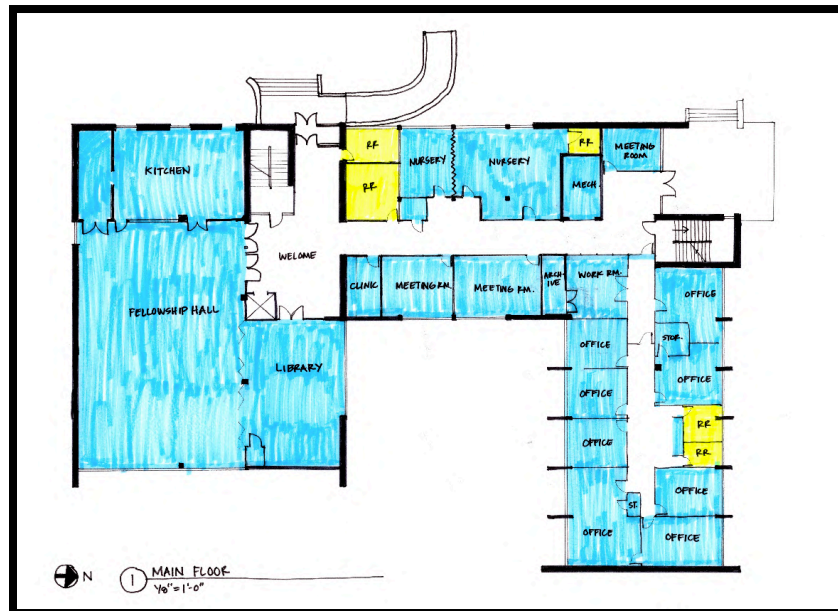 RR
RR
NURSERY
NURSERY
RR
MEETING
ROOM
KITCHEN
MECH.
WELCOME
CLINIC
MEETING RM.
MEETING RM.
ARCH-
IVE
WORK RM.
OFFICE
FELLOWSHIP HALL
STOR.
OFFICE
LIBRARY
OFFICE
OFFICE
RR
OFFICE
RR
OFFICE
ST.
OFFICE
OFFICE
N
1
MAIN FLOOR
1/8" = 1'-0"